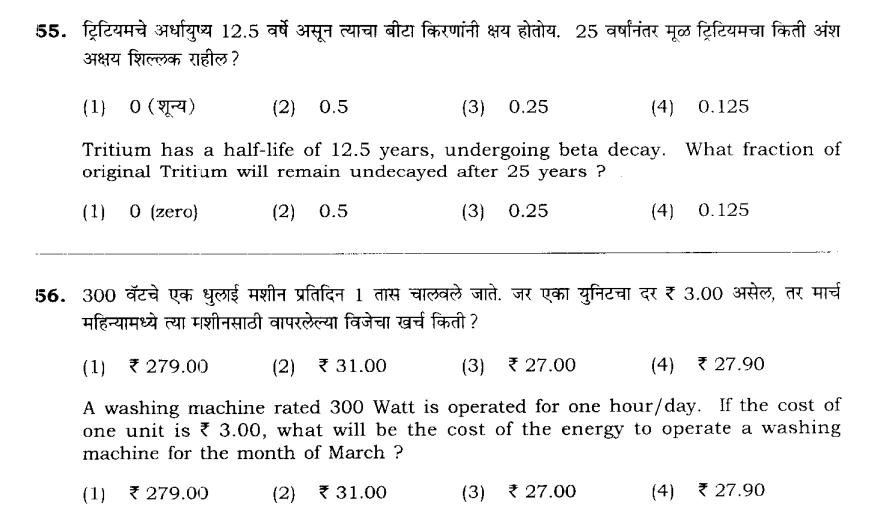 55. ट्रिटियमचे अर्धायुष्य 12.5 वर्षे असून त्याचा बीटा किरणांनी क्षय होतोय. 25 वर्षांनंतर मूळ ट्रिटियमचा किती अंश
अक्षय शिल्लक राहील ?
(1) 0 (शून्य) (2) 0.5 (3) 0.25 (4) 0.125
Tritium has a half-life of 12.5 years, undergoing beta decay. What fraction of
original Tritium will remain undecayed after 25 years ?
(1) 0 (zero) (2) 0.5 (3) 0.25 (4) 0.125
56. 300 वॅटचे एक धुलाई मशीन प्रतिदिन 1 तास चालवले जाते. जर एका युनिटचा दर ₹ 3.00 असेल, तर मार्च
महिन्यामध्ये त्या मशीनसाठी वापरलेल्या विजेचा खर्च किती ?
(1) ₹ 279.00 (2) ₹ 31.00 (3) ₹ 27.00 (4) ₹ 27.90
A washing machine rated 300 Watt is operated for one hour/day. If the cost of
one unit is ₹ 3.00, what will be the cost of the energy to operate a washing
machine for the month of March ?
(1) ₹ 279.00 (2) ₹ 31.00 (3) ₹ 27.00 (4) ₹ 27.90